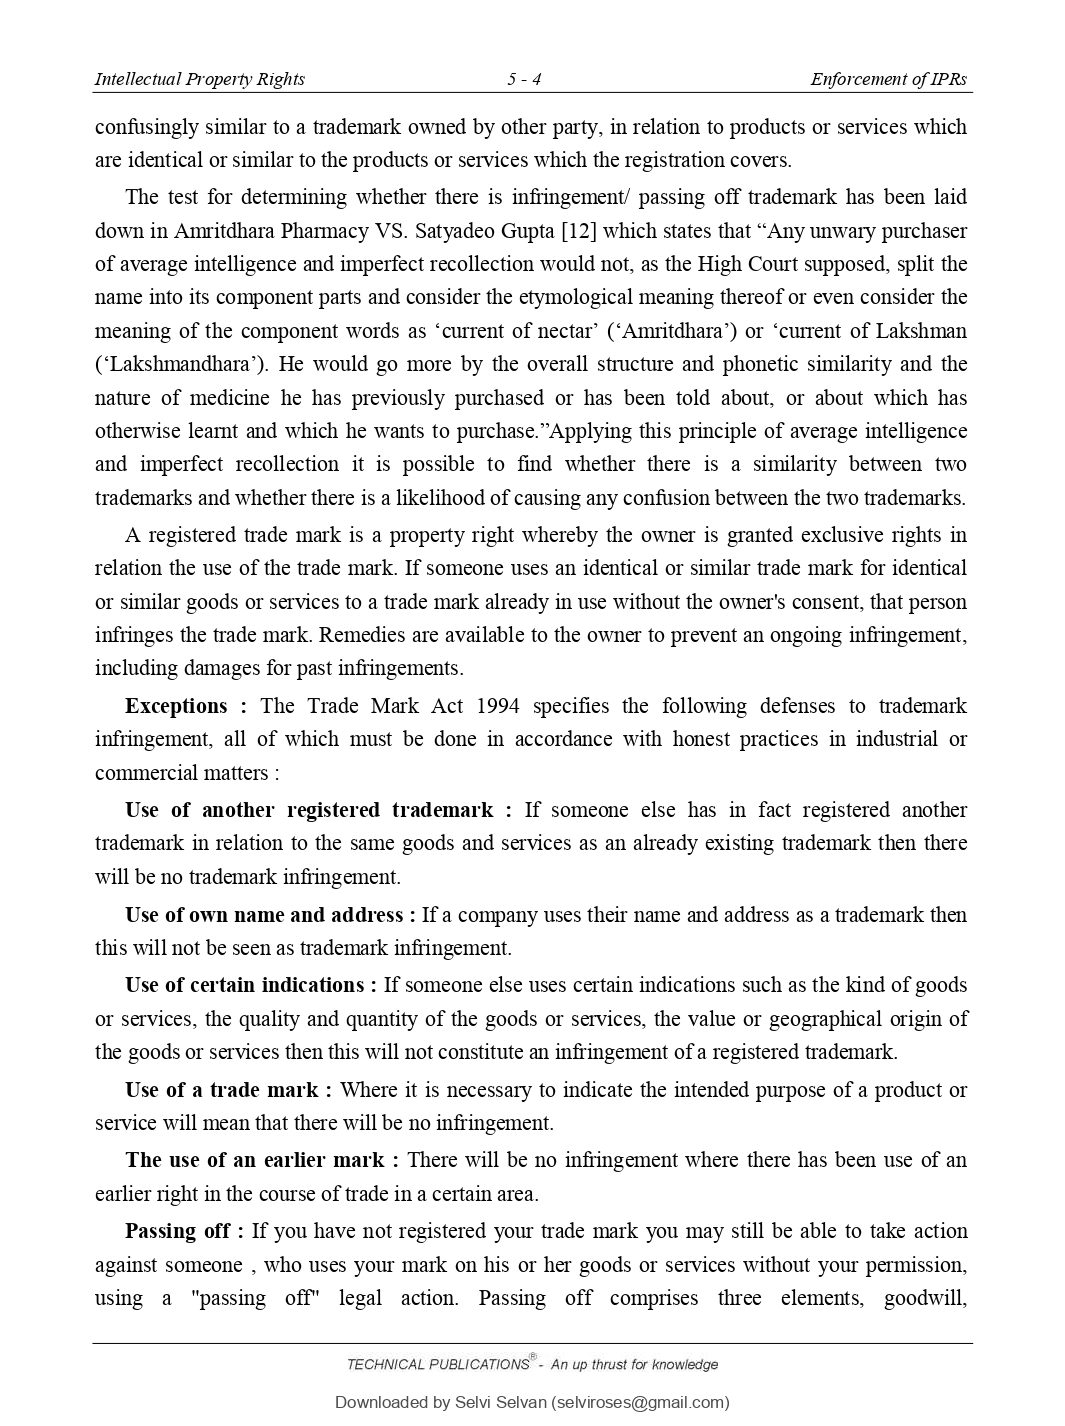 Intellectual Property Rights 5 - 4 Enforcement of IPRs
confusingly similar to a trademark owned by other party, in relation to products or services which
are identical or similar to the products or services which the registration covers.
The test for determining whether there is infringement/ passing off trademark has been laid
down in Amritdhara Pharmacy VS. Satyadeo Gupta [12] which states that “Any unwary purchaser
of average intelligence and imperfect recollection would not, as the High Court supposed, split the
name into its component parts and consider the etymological meaning thereof or even consider the
meaning of the component words as ‘current of nectar’ (‘Amritdhara’) or ‘current of Lakshman
(‘Lakshmandhara’). He would go more by the overall structure and phonetic similarity and the
nature of medicine he has previously purchased or has been told about, or about which has
otherwise learnt and which he wants to purchase.”Applying this principle of average intelligence
and imperfect recollection it is possible to find whether there is a similarity between two
trademarks and whether there is a likelihood of causing any confusion between the two trademarks.
A registered trade mark is a property right whereby the owner is granted exclusive rights in
relation the use of the trade mark. If someone uses an identical or similar trade mark for identical
or similar goods or services to a trade mark already in use without the owner's consent, that person
infringes the trade mark. Remedies are available to the owner to prevent an ongoing infringement,
including damages for past infringements.
Exceptions : The Trade Mark Act 1994 specifies the following defenses to trademark
infringement, all of which must be done in accordance with honest practices in industrial or
commercial matters :
Use of another registered trademark : If someone else has in fact registered another
trademark in relation to the same goods and services as an already existing trademark then there
will be no trademark infringement.
Use of own name and address : If a company uses their name and address as a trademark then
this will not be seen as trademark infringement.
Use of certain indications : If someone else uses certain indications such as the kind of goods
or services, the quality and quantity of the goods or services, the value or geographical origin of
the goods or services then this will not constitute an infringement of a registered trademark.
Use of a trade mark : Where it is necessary to indicate the intended purpose of a product or
service will mean that there will be no infringement.
The use of an earlier mark : There will be no infringement where there has been use of an
earlier right in the course of trade in a certain area.
Passing off : If you have not registered your trade mark you may still be able to take action
against someone , who uses your mark on his or her goods or services without your permission,
using a "passing off" legal action. Passing off comprises three elements, goodwill,
TECHNICAL PUBLICATIONS® - An up thrust for knowledge
Downloaded by Selvi Selvan (selviroses@gmail.com)